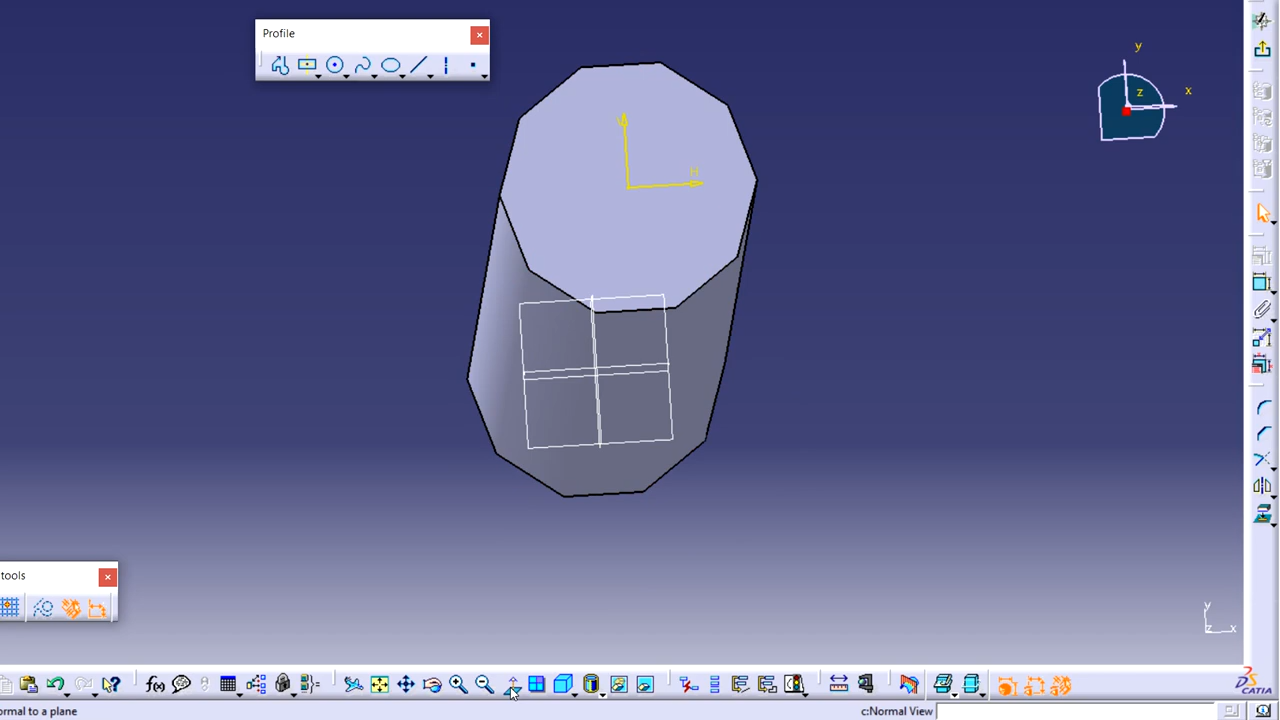 Profile
y
z
x
V
H
tools
y
z
x
f(x)
CATIA
ormal to a plane
c:Normal View